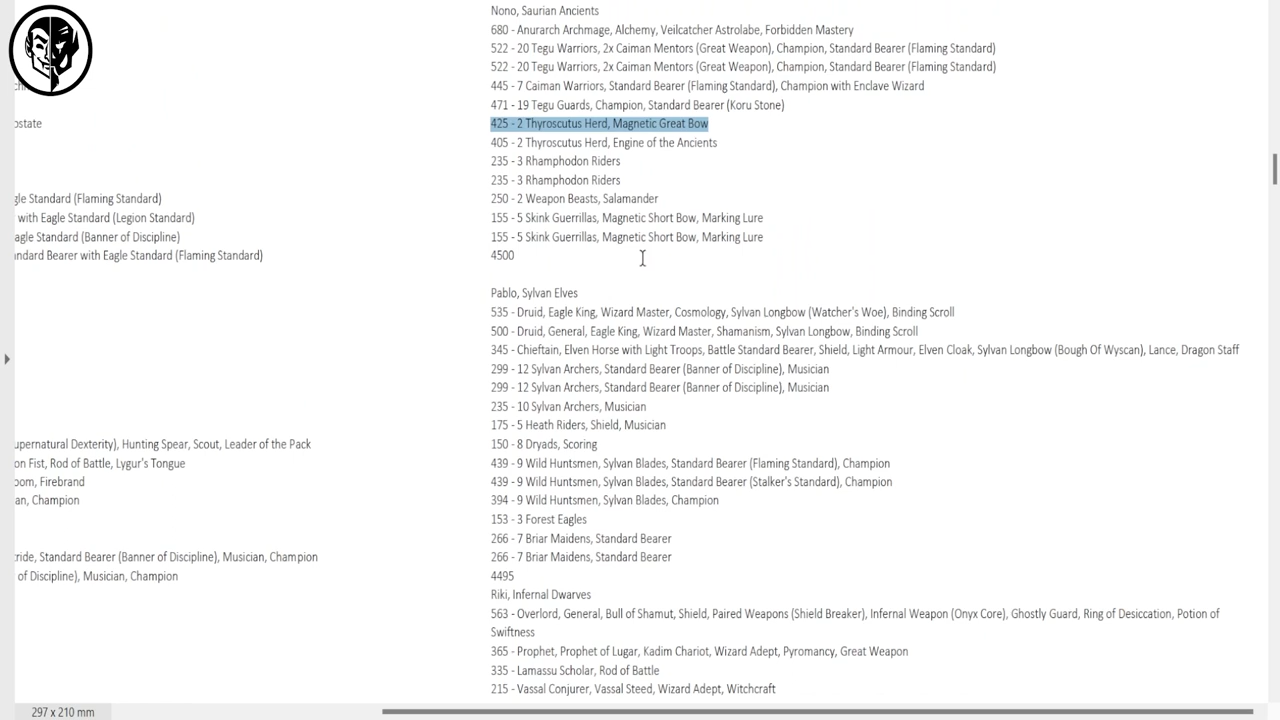 Nono, Saurian Ancients
680 - Anurarch Archmage, Alchemy, Veilcatcher Astrolabe, Forbidden Mastery
522 - 20 Tegu Warriors, 2x Caiman Mentors (Great Weapon), Champion, Standard Bearer (Flaming Standard)
522 - 20 Tegu Warriors, 2x Caiman Mentors (Great Weapon), Champion, Standard Bearer (Flaming Standard)
445 - 7 Caiman Warriors, Standard Bearer (Flaming Standard), Champion with Enclave Wizard
471 - 19 Tegu Guards, Champion, Standard Bearer (Koru Stone)
425 - 2 Thyroscutus Herd, Magnetic Great Bow
405 - 2 Thyroscutus Herd, Engine of the Ancients
235 - 3 Rhamphodon Riders
235 - 3 Rhamphodon Riders
250 - 2 Weapon Beasts, Salamander
155 - 5 Skink Guerrillas, Magnetic Short Bow, Marking Lure
155 - 5 Skink Guerrillas, Magnetic Short Bow, Marking Lure
4500
Pablo, Sylvan Elves
535 - Druid, Eagle King, Wizard Master, Cosmology, Sylvan Longbow (Watcher's Woe), Binding Scroll
500 - Druid, General, Eagle King, Wizard Master, Shamanism, Sylvan Longbow, Binding Scroll
345 - Chieftain, Elven Horse with Light Troops, Battle Standard Bearer, Shield, Light Armour, Elven Cloak, Sylvan Longbow (Bough Of Wyscan), Lance, Dragon Staff
299 - 12 Sylvan Archers, Standard Bearer (Banner of Discipline), Musician
299 - 12 Sylvan Archers, Standard Bearer (Banner of Discipline), Musician
235 - 10 Sylvan Archers, Musician
175 - 5 Heath Riders, Shield, Musician
150 - 8 Dryads, Scoring
439 - 9 Wild Huntsmen, Sylvan Blades, Standard Bearer (Flaming Standard), Champion
439 - 9 Wild Huntsmen, Sylvan Blades, Standard Bearer (Stalker's Standard), Champion
394 - 9 Wild Huntsmen, Sylvan Blades, Champion
153 - 3 Forest Eagles
266 - 7 Briar Maidens, Standard Bearer
266 - 7 Briar Maidens, Standard Bearer
4495
Riki, Infernal Dwarves
563 - Overlord, General, Bull of Shamut, Shield, Paired Weapons (Shield Breaker), Infernal Weapon (Onyx Core), Ghostly Guard, Ring of Desiccation, Potion of
Swiftness
365 - Prophet, Prophet of Lugar, Kadim Chariot, Wizard Adept, Pyromancy, Great Weapon
335 - Lamassu Scholar, Rod of Battle
215 - Vassal Conjurer, Vassal Steed, Wizard Adept, Witchcraft
ostate
gle Standard (Flaming Standard)
with Eagle Standard (Legion Standard)
agle Standard (Banner of Discipline)
ndard Bearer with Eagle Standard (Flaming Standard)
upernatural Dexterity), Hunting Spear, Scout, Leader of the Pack
on Fist, Rod of Battle, Lygur's Tongue
oom, Firebrand
an, Champion
ride, Standard Bearer (Banner of Discipline), Musician, Champion
of Discipline), Musician, Champion
297 x 210 mm